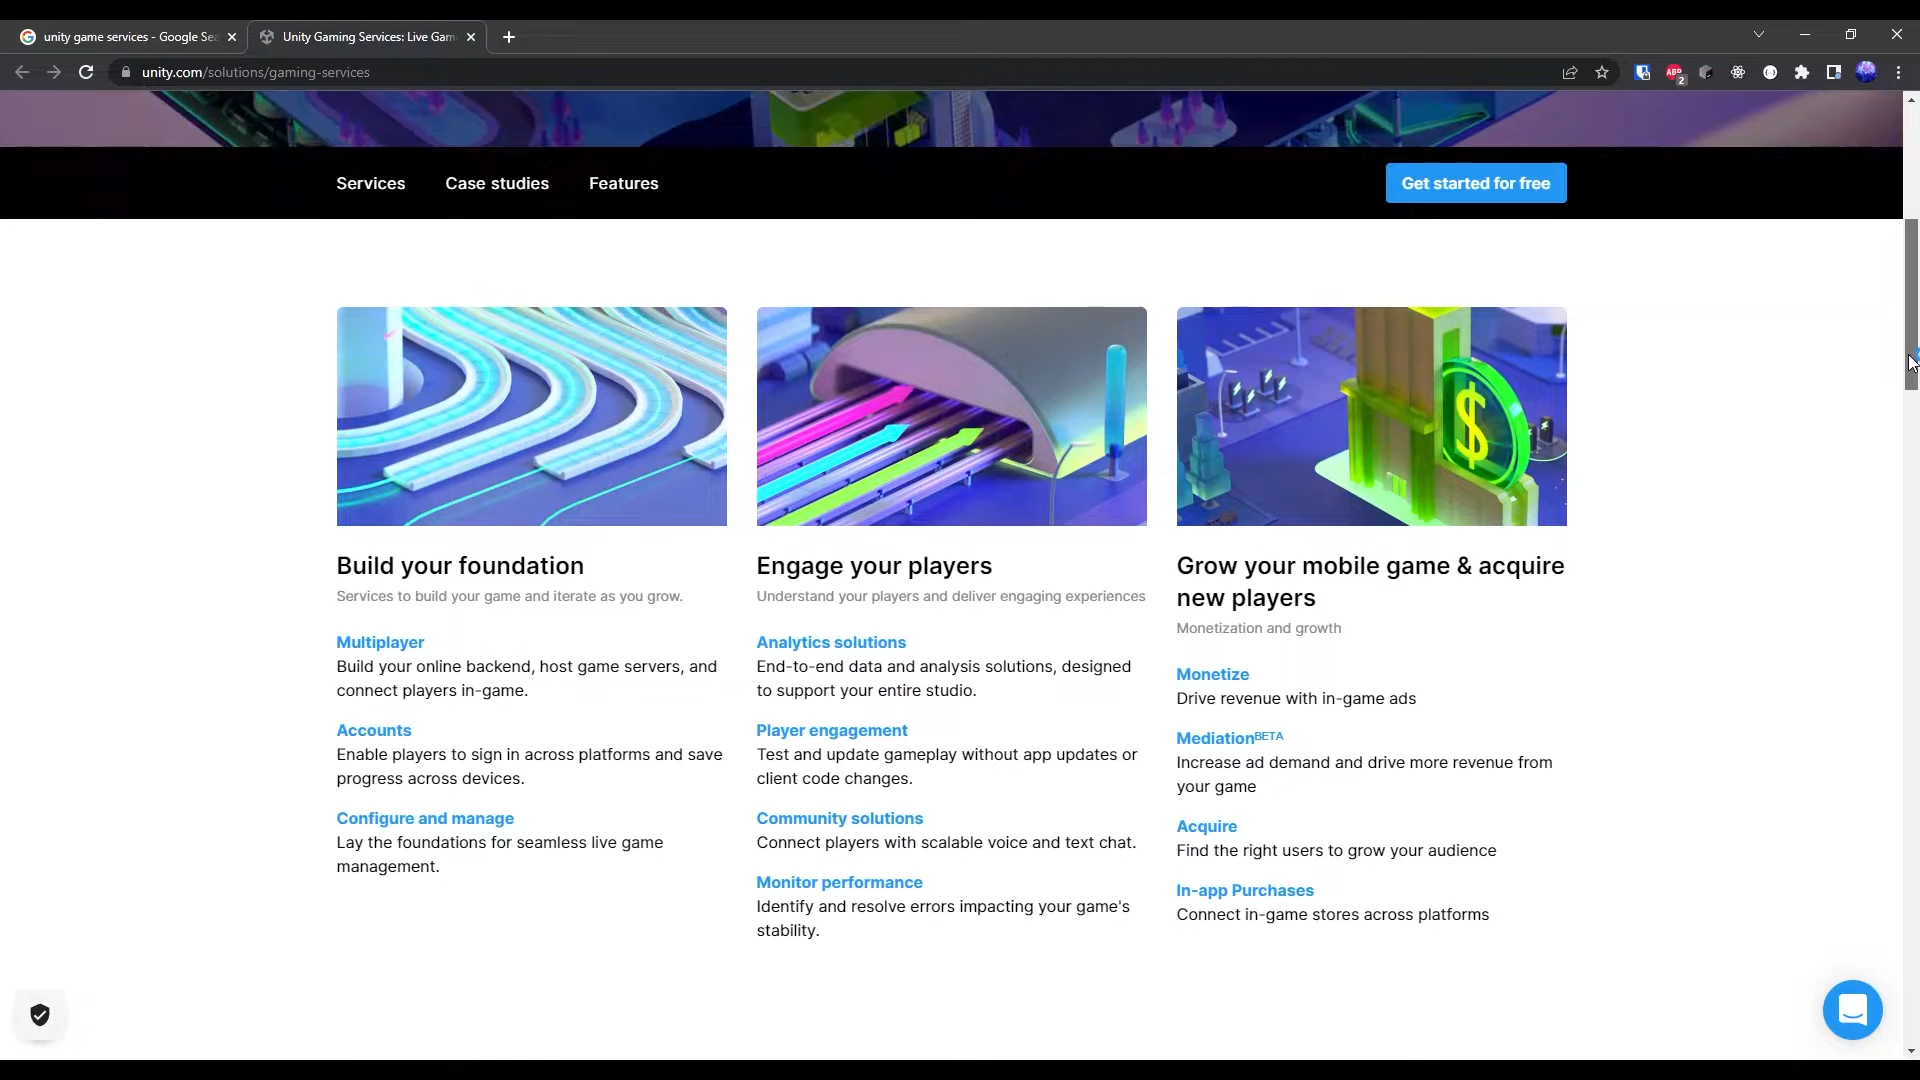 unity game services - Google Sea
Unity Gaming Services: Live Gam
unity.com/solutions/gaming-services
ABP
2
Services
Case studies
Features
Get started for free
$
Build your foundation
Services to build your game and iterate as you grow.
Multiplayer
Build your online backend, host game servers, and
connect players in-game.
Accounts
Enable players to sign in across platforms and save
progress across devices.
Configure and manage
Lay the foundations for seamless live game
management.
Engage your players
Understand your players and deliver engaging experiences
Analytics solutions
End-to-end data and analysis solutions, designed
to support your entire studio.
Player engagement
Test and update gameplay without app updates or
client code changes.
Community solutions
Connect players with scalable voice and text chat.
Monitor performance
Identify and resolve errors impacting your game's
stability.
Grow your mobile game & acquire
new players
Monetization and growth
Monetize
Drive revenue with in-game ads
MediationBETA
Increase ad demand and drive more revenue from
your game
Acquire
Find the right users to grow your audience
In-app Purchases
Connect in-game stores across platforms